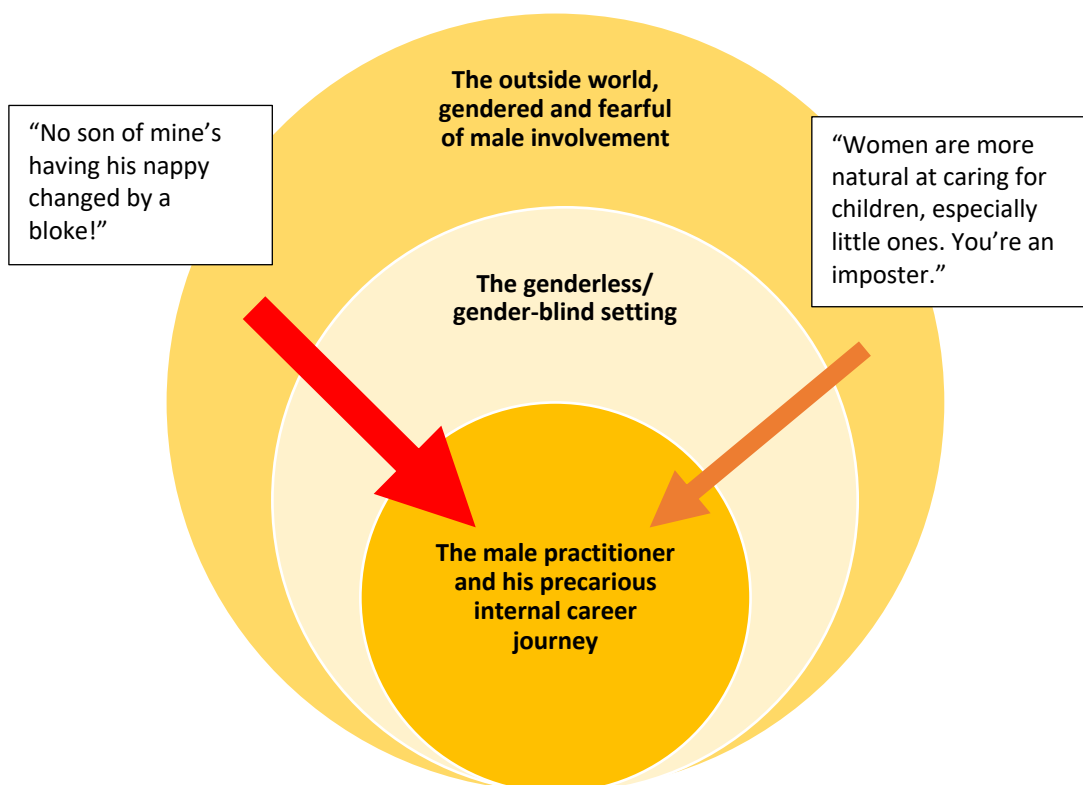 The outside world,
gendered and fearful
of male involvement
“No son of mine’s
having his nappy
changed by a
bloke!”
“Women are more
natural at caring for
children, especially
little ones. You’re an
imposter.”
The genderless/
gender-blind setting
The male practitioner
and his precarious
internal career
journey